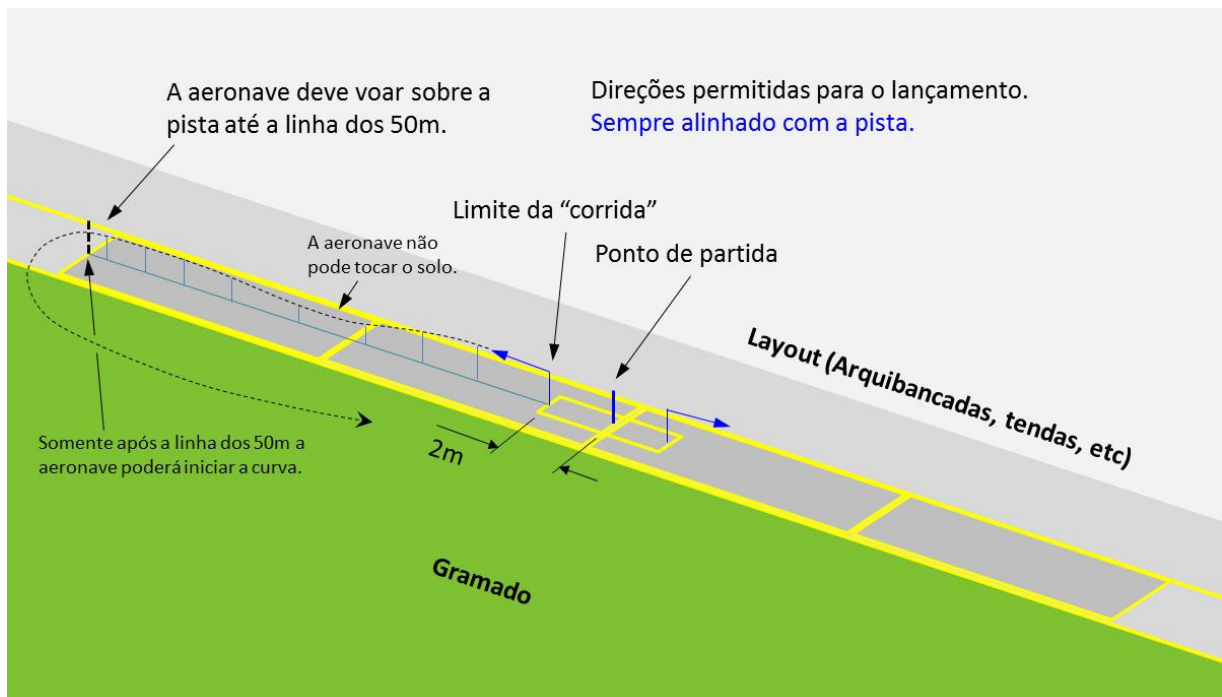 A aeronave deve voar sobre a
pista até a linha dos 50m.
Direções permitidas para o lançamento.
Sempre alinhado com a pista.
Limite da “corrida”
A aeronave não
pode tocar o solo.
Ponto de partida
Layout (Arquibancadas, tendas, etc)
Somente após a linha dos 50m a
aeronave poderá iniciar a curva.
2m
Gramado